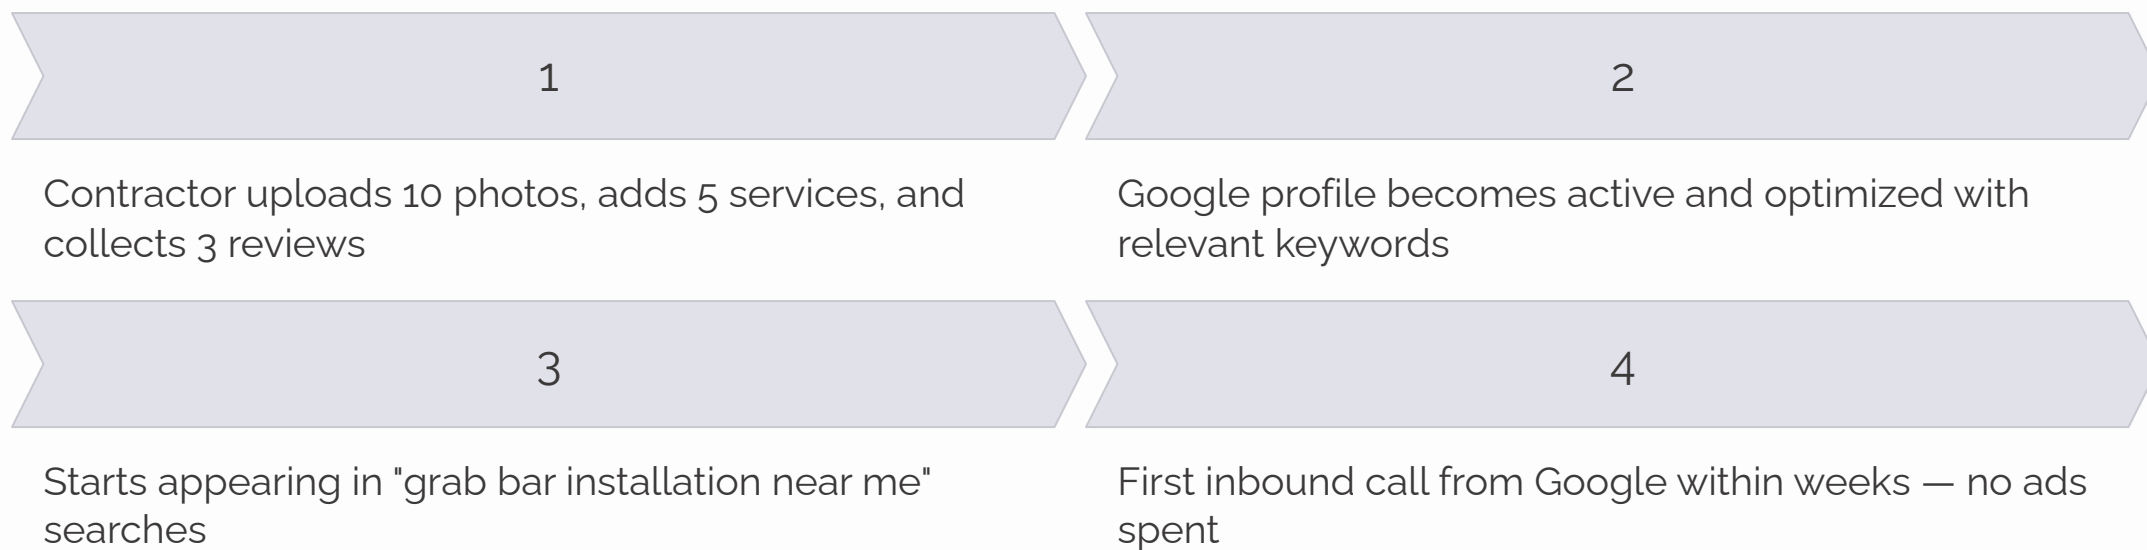 1
2
Contractor uploads 10 photos, adds 5 services, and
collects 3 reviews
Google profile becomes active and optimized with
relevant keywords
3
4
Starts appearing in "grab bar installation near me"
searches
First inbound call from Google within weeks — no ads
spent